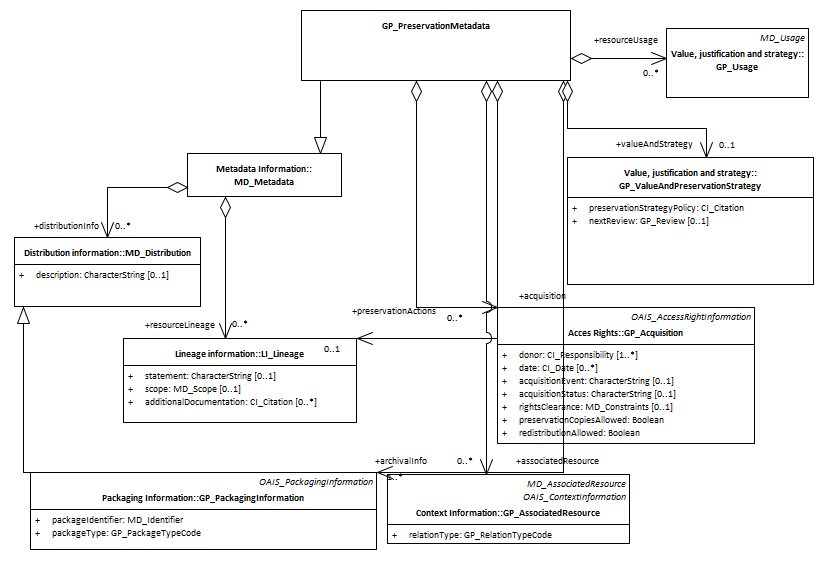 GP_PreservationMetadata
+resourceUsage
0..*
MD_Usage
Value, justification and strategy::
GP_Usage
Metadata Information::
MD_Metadata
+valueAndStrategy
0..1
Value, justification and strategy::
GP_ValueAndPreservationStrategy
+ preservationStrategyPolicy: CI_Citation
+ nextReview: GP_Review [0..1]
+distributionInfo
0..*
Distribution information::MD_Distribution
+ description: CharacterString [0..1]
+acquisition
+preservationActions
0..*
+resourceLineage
0..*
0..1
Lineage information::LI_Lineage
+ statement: CharacterString [0..1]
+ scope: MD_Scope [0..1]
+ additionalDocumentation: CI_Citation [0..*]
OAIS_AccessRightInformation
Acces Rights::GP_Acquisition
+ donor: CI_Responsibility [1..*]
+ date: CI_Date [0..*]
+ acquisitionEvent: CharacterString [0..1]
+ acquisitionStatus: CharacterString [0..1]
+ rightsClearance: MD_Constraints [0..1]
+ preservationCopiesAllowed: Boolean
+ redistributionAllowed: Boolean
+archivalInfo
0..*
+associatedResource
OAIS_PackagingInformation
Packaging Information::GP_PackagingInformation
+ packageIdentifier: MD_Identifier
+ packageType: GP_PackageTypeCode
MD_AssociatedResource
OAIS_ContextInformation
Context Information::GP_AssociatedResource
+ relationType: GP_RelationTypeCode